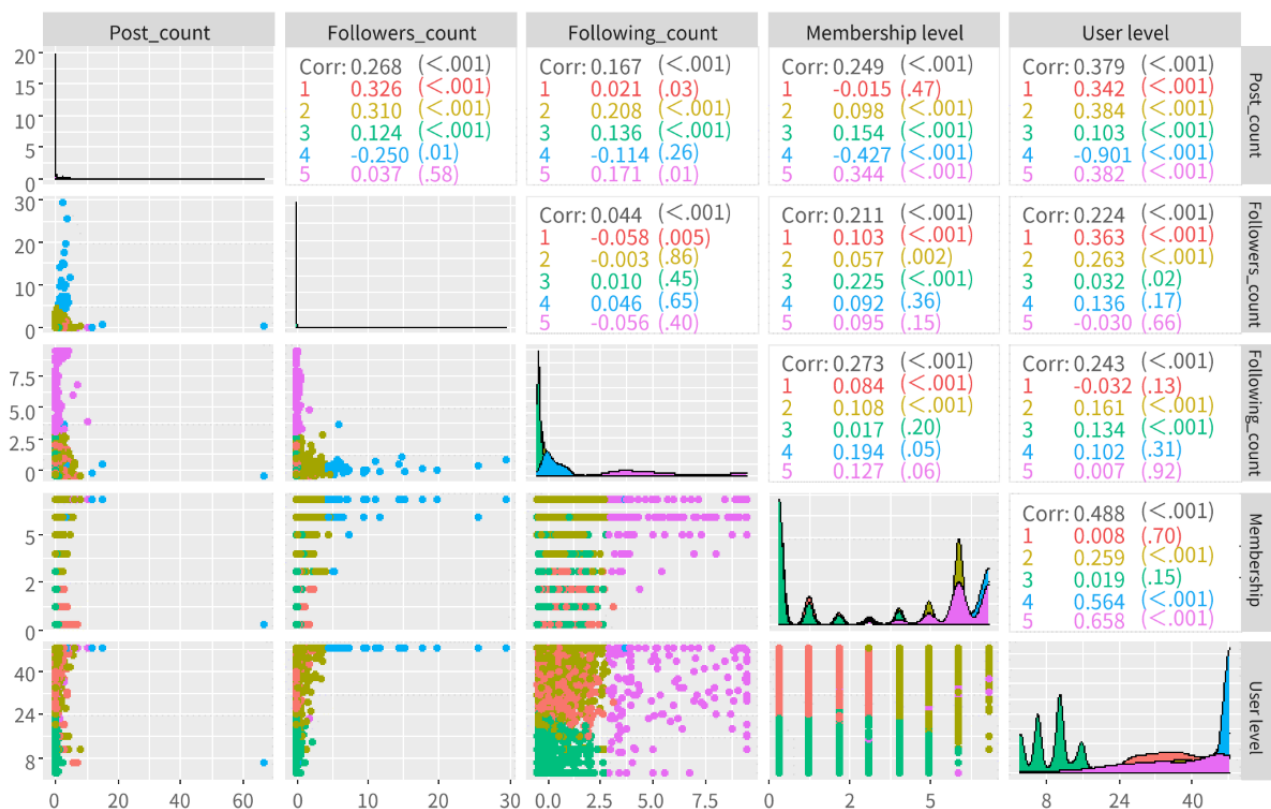 Post_count Followers_count Following_count Membership level User level
20
15
10
5
0
Corr: 0.268 (<.001)
1 0.326 (<.001)
2 0.310 (<.001)
3 0.124 (<.001)
4 -0.250 (.01)
5 0.037 (.58)
Corr: 0.167 (<.001)
1 0.021 (.03)
2 0.208 (<.001)
3 0.136 (<.001)
4 -0.114 (.26)
5 0.171 (.01)
Corr: 0.249 (<.001)
1 -0.015 (.47)
2 0.098 (<.001)
3 0.154 (<.001)
4 -0.427 (<.001)
5 0.344 (<.001)
Corr: 0.379 (<.001)
1 0.342 (<.001)
2 0.384 (<.001)
3 0.103 (<.001)
4 -0.901 (<.001)
5 0.382 (<.001)
Post_count
30
20
10
0
Corr: 0.044 (<.001)
1 -0.058 (.005)
2 -0.003 (.86)
3 0.010 (.45)
4 0.046 (.65)
5 -0.056 (.40)
Corr: 0.211 (<.001)
1 0.103 (<.001)
2 0.057 (.002)
3 0.225 (<.001)
4 0.092 (.36)
5 0.095 (.15)
Corr: 0.224 (<.001)
1 0.363 (<.001)
2 0.263 (<.001)
3 0.032 (.02)
4 0.136 (.17)
5 -0.030 (.66)
Followers_count
7.5
5.0
2.5
0
Corr: 0.273 (<.001)
1 0.084 (<.001)
2 0.108 (<.001)
3 0.017 (.20)
4 0.194 (.05)
5 0.127 (.06)
Corr: 0.243 (<.001)
1 -0.032 (.13)
2 0.161 (<.001)
3 0.134 (<.001)
4 0.102 (.31)
5 0.007 (.92)
Following_count
5
2
0
Corr: 0.488 (<.001)
1 0.008 (.70)
2 0.259 (<.001)
3 0.019 (.15)
4 0.564 (<.001)
5 0.658 (<.001)
Membership
40
24
8
User level
0 20 40 60 0 10 20 30 0.0 2.5 5.0 7.5 0 2 5 8 24 40